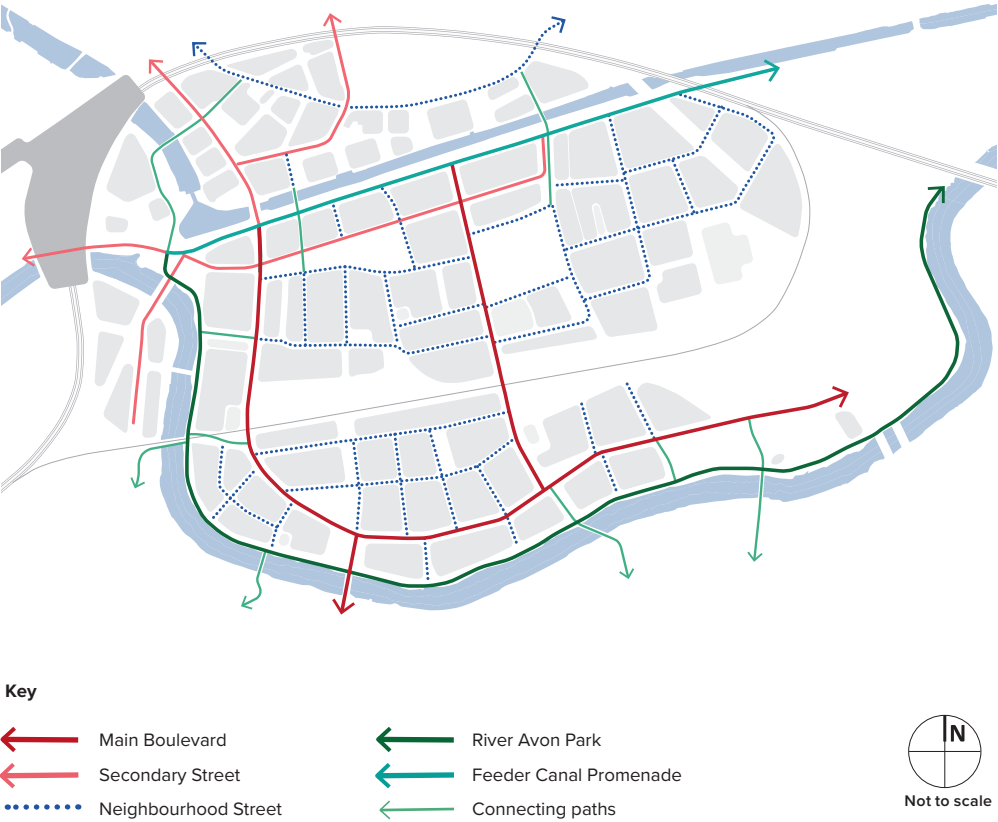 Key
Main Boulevard
Secondary Street
Neighbourhood Street
River Avon Park
Feeder Canal Promenade
Connecting paths
N
Not to scale